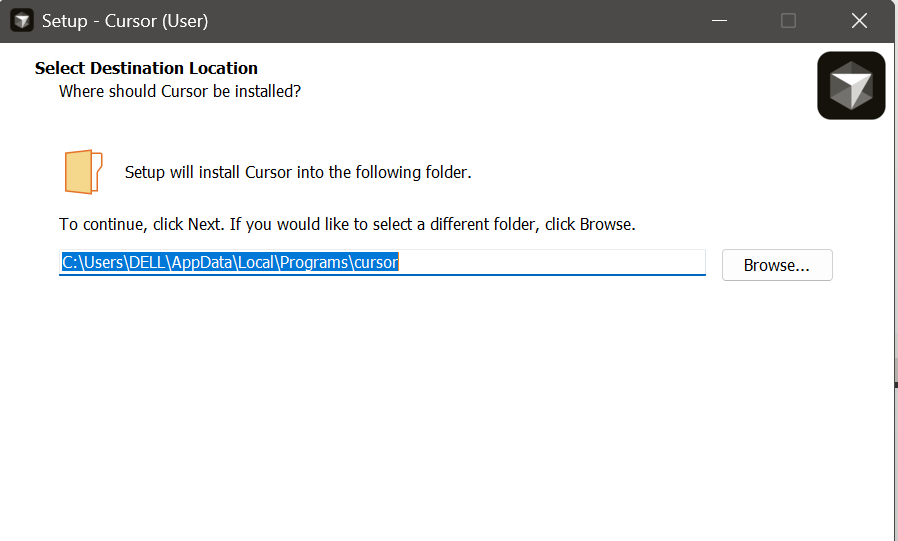 Setup - Cursor (User)
Select Destination Location
Where should Cursor be installed?
Setup will install Cursor into the following folder.
To continue, click Next. If you would like to select a different folder, click Browse.
C:\Users\DELL\AppData\Local\Programs\cursor
Browse...